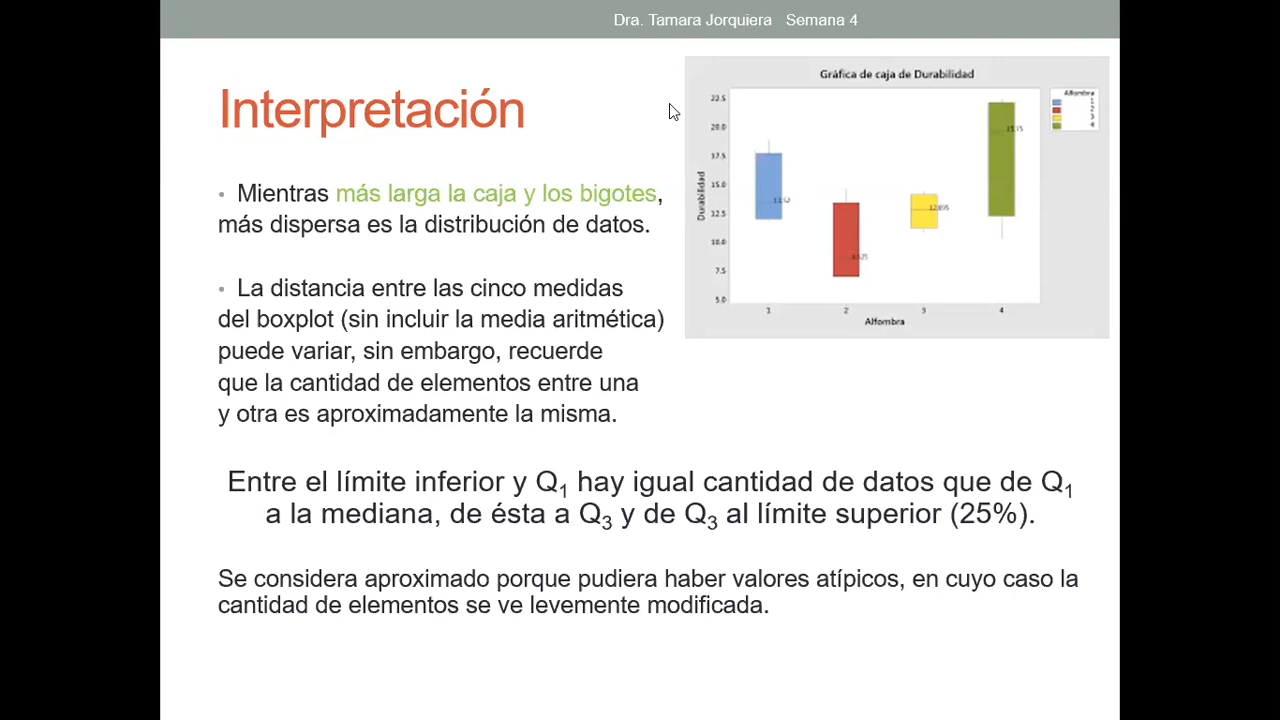 Dra. Tamara Jorquiera Semana 4
Interpretación
• Mientras más larga la caja y los bigotes,
más dispersa es la distribución de datos.
• La distancia entre las cinco medidas
del boxplot (sin incluir la media aritmética)
puede variar, sin embargo, recuerde
que la cantidad de elementos entre una
y otra es aproximadamente la misma.
Entre el límite inferior y Q1 hay igual cantidad de datos que de Q1
a la mediana, de ésta a Q3 y de Q3 al límite superior (25%).
Se considera aproximado porque pudiera haber valores atípicos, en cuyo caso la
cantidad de elementos se ve levemente modificada.
Gráfica de caja de Durabilidad
Durabilidad
22.5
20.0
17.5
15.0
12.5
10.0
7.5
5.0
12.895
1 2 3 4
Alfombra
Alfombra
1
2
3
4